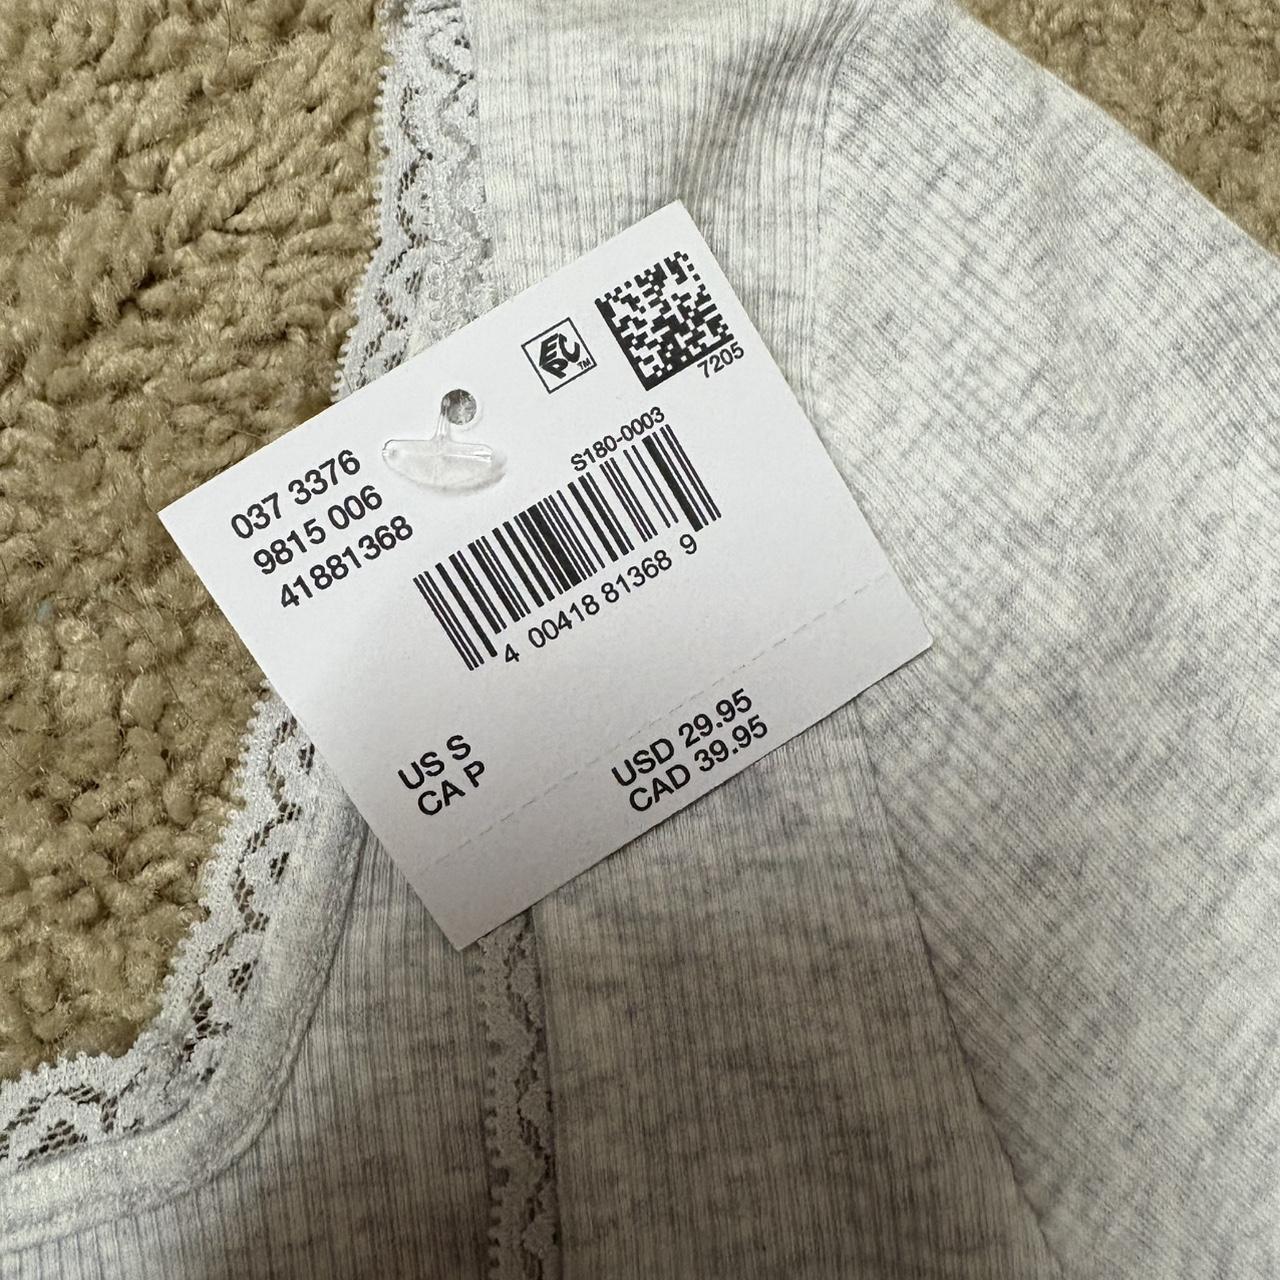 EPC™
7205
S180-0003
037 3376
9815 006
41881368
4 00418 81368 9
US S
CA P
USD 29.95
CAD 39.95